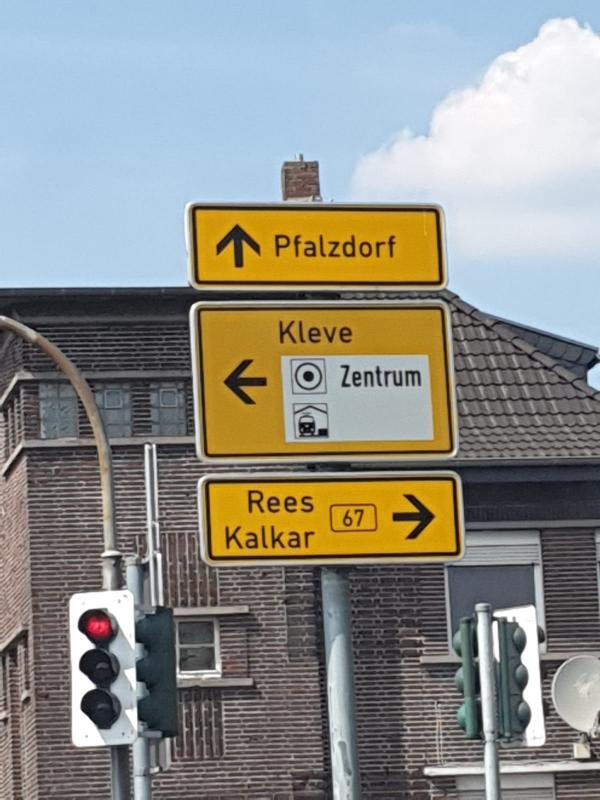 Pfalzdorf
Kleve
Zentrum
Rees
67
Kalkar